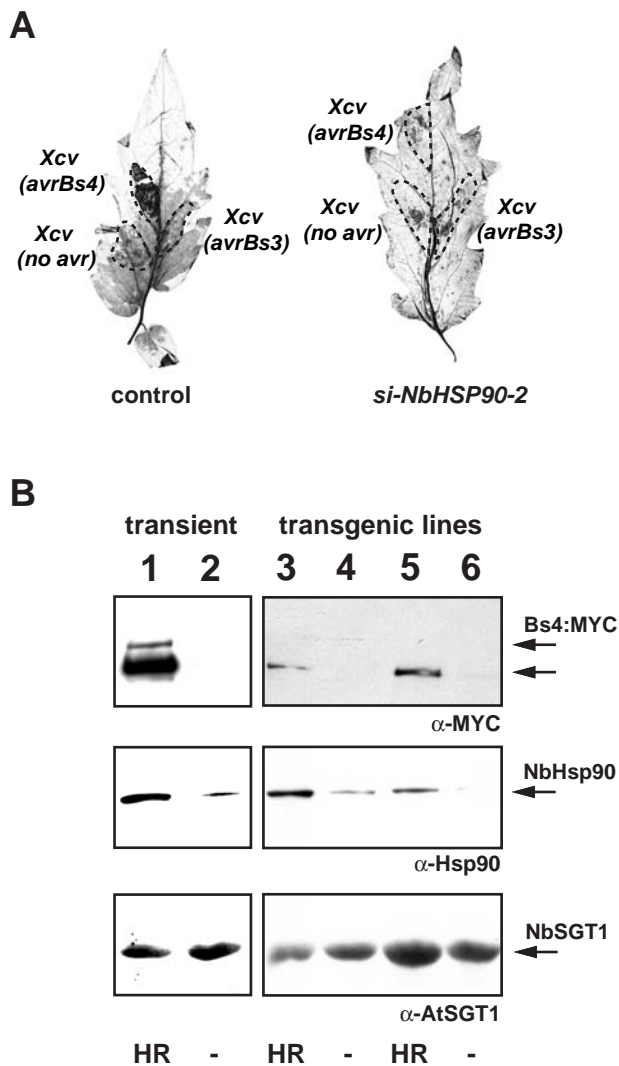 A
Xcv
(avrBs4)
Xcv
(no avr)
Xcv
(avrBs3)
control
Xcv
(avrBs4)
Xcv
(no avr)
Xcv
(avrBs3)
si-NbHSP90-2
B
transient transgenic lines
1 2 3 4 5 6
Bs4:MYC
α-MYC
NbHsp90
α-Hsp90
NbSGT1
α-AtSGT1
HR - HR - HR -